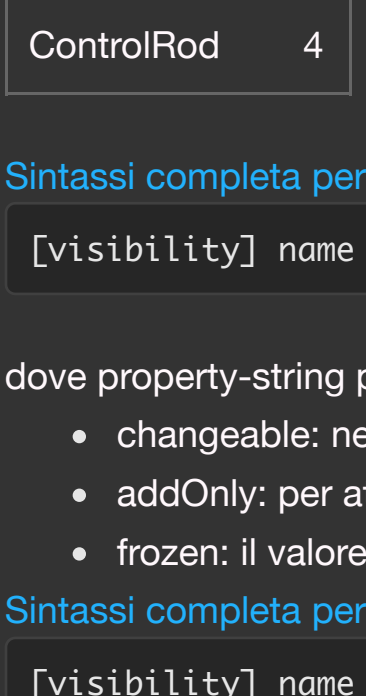 ControlRod 4
Sintassi completa per
[visibility] name
dove property-string
changeable: ne
addOnly: per
frozen: il valore
Sintassi completa per
[visibility] name